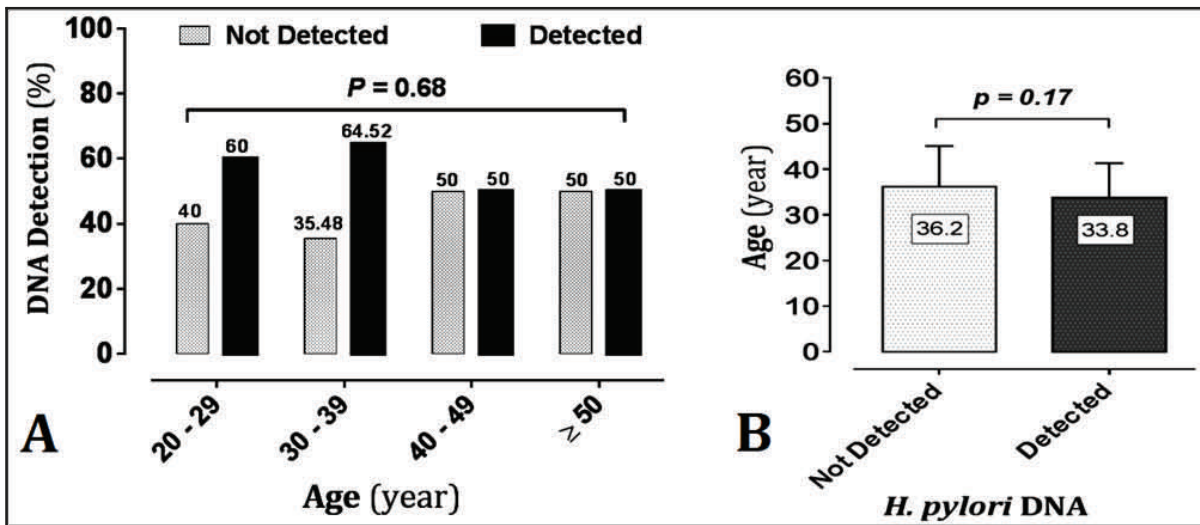 100
80
60
40
20
0
DNA Detection (%)
Not Detected
Detected
P = 0.68
40
60
35.48
64.52
50
50
50
50
20 - 29
30 - 39
40 - 49
≥ 50
Age (year)
A
60
50
40
30
20
10
0
Age (year)
p = 0.17
36.2
33.8
Not Detected
Detected
H. pylori DNA
B